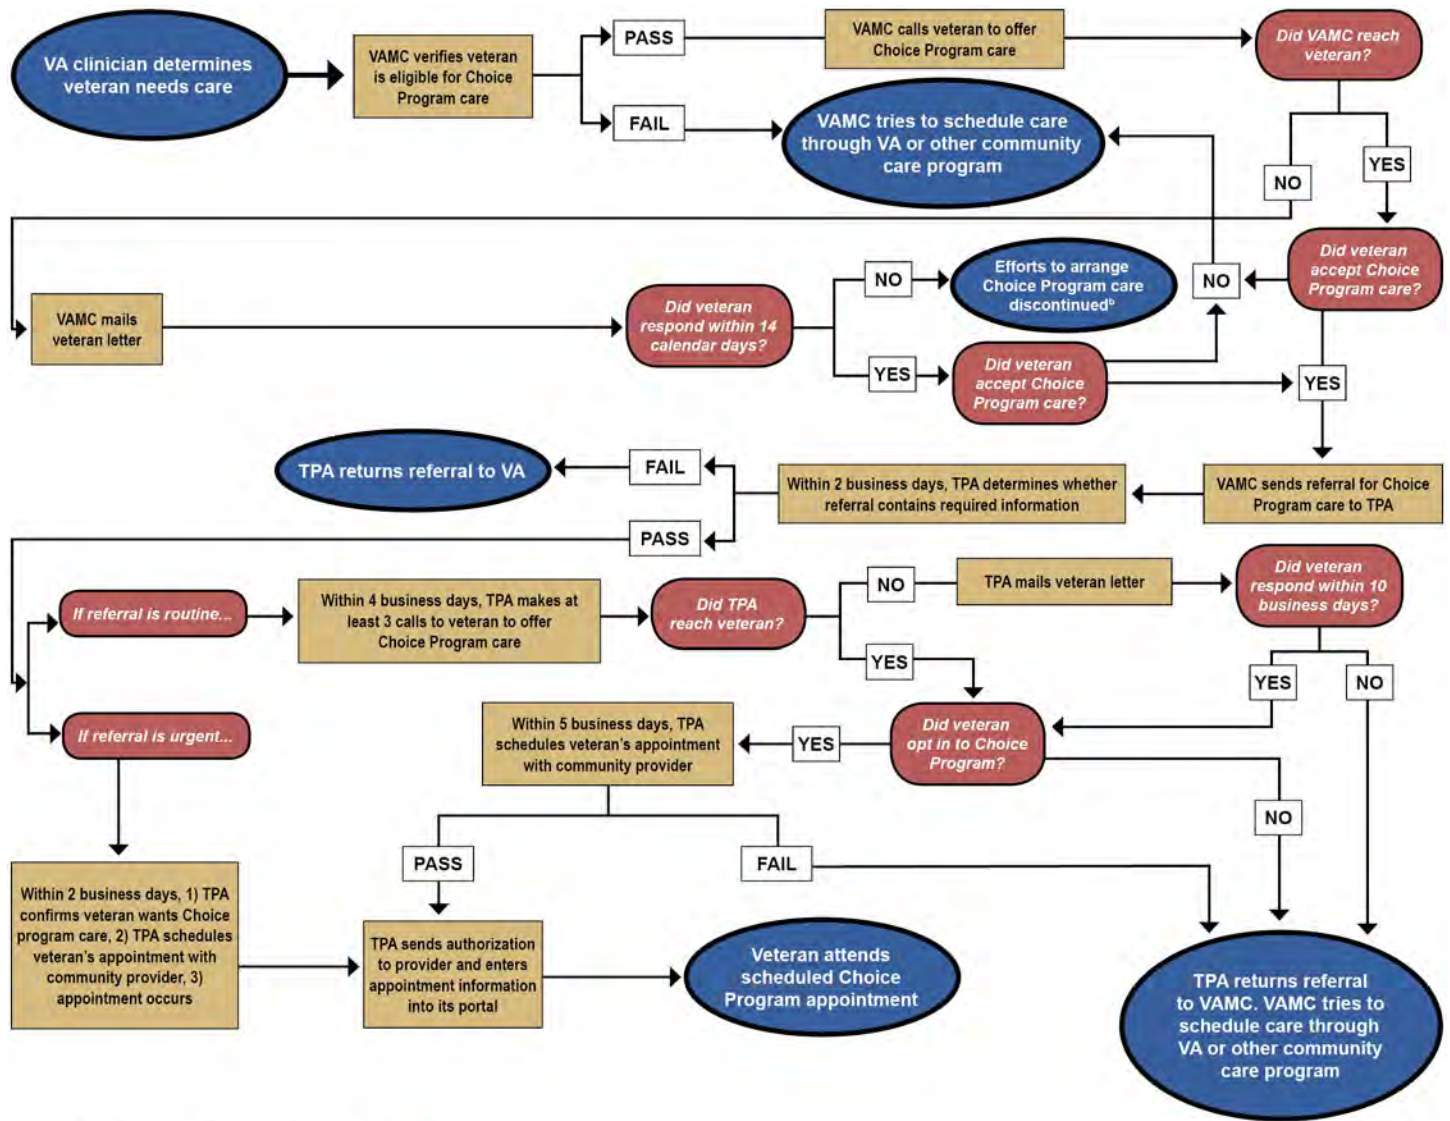 VA clinician determines
veteran needs care
VAMC verifies veteran
is eligible for Choice
Program care
PASS
VAMC calls veteran to offer
Choice Program care
Did VAMC reach
veteran?
FAIL
VAMC tries to schedule care
through VA or other community
care program
NO
YES
VAMC mails
veteran letter
Did veteran
respond within 14
calendar days?
NO
Efforts to arrange
Choice Program care
discontinuedᵇ
NO
Did veteran
accept Choice
Program care?
YES
Did veteran
accept Choice
Program care?
YES
TPA returns referral to VA
FAIL
Within 2 business days, TPA determines whether
referral contains required information
VAMC sends referral for Choice
Program care to TPA
PASS
If referral is routine...
Within 4 business days, TPA makes at
least 3 calls to veteran to offer
Choice Program care
Did TPA
reach veteran?
NO
TPA mails veteran letter
Did veteran
respond within 10
business days?
YES
YES
NO
If referral is urgent...
Within 5 business days, TPA
schedules veteran's appointment
with community provider
YES
Did veteran
opt in to Choice
Program?
NO
PASS
FAIL
Within 2 business days, 1) TPA
confirms veteran wants Choice
program care, 2) TPA schedules
veteran's appointment with
community provider, 3)
appointment occurs
TPA sends authorization
to provider and enters
appointment information
into its portal
Veteran attends
scheduled Choice
Program appointment
TPA returns referral
to VAMC. VAMC tries to
schedule care through
VA or other community
care program